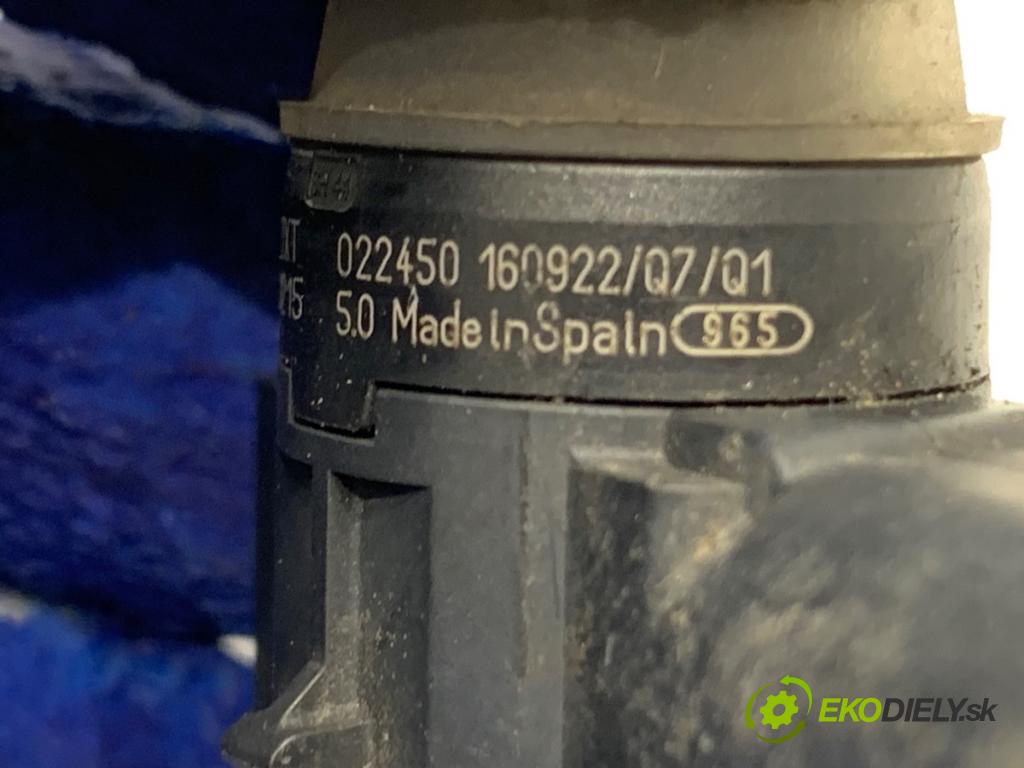 022450 160922/Q7/Q1
5.0 Made in Spain 965
EKODIELY.sk